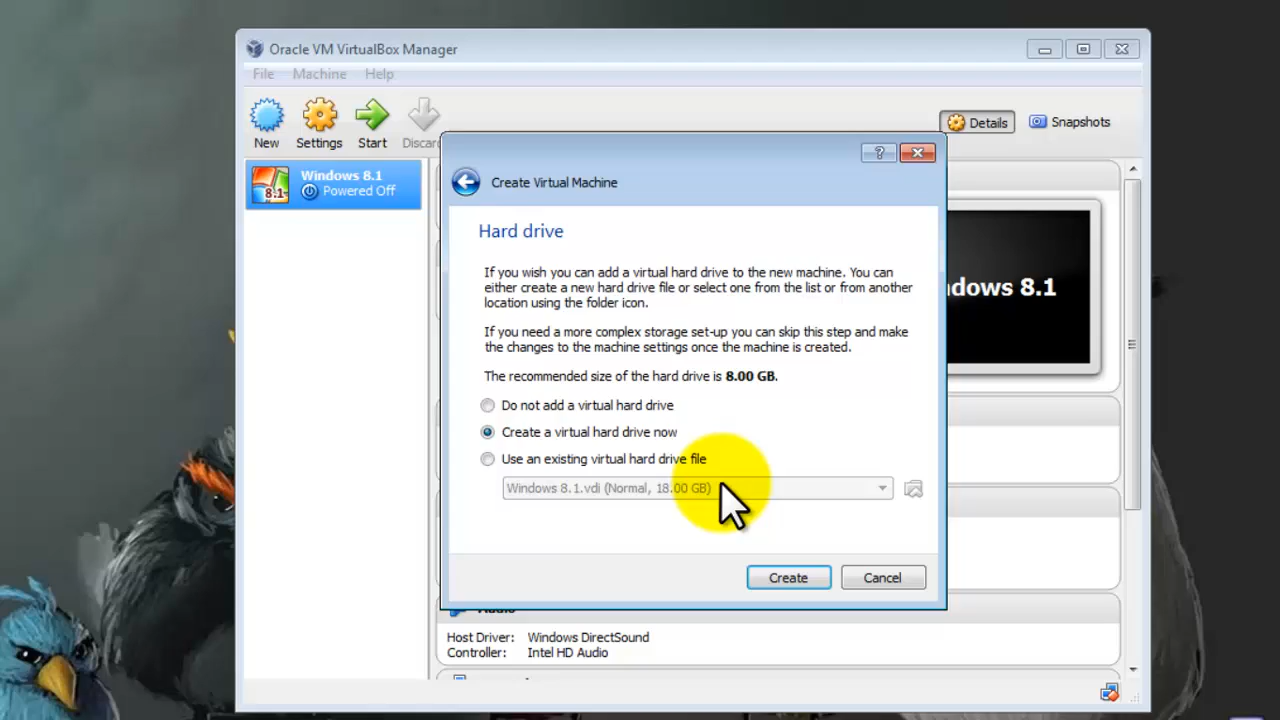 Oracle VM VirtualBox Manager
File Machine Help
New Settings Start Discar
Details Snapshots
Windows 8.1
Powered Off
8.1
Create Virtual Machine
?
Hard drive
If you wish you can add a virtual hard drive to the new machine. You can
either create a new hard drive file or select one from the list or from another
location using the folder icon.
If you need a more complex storage set-up you can skip this step and make
the changes to the machine settings once the machine is created.
The recommended size of the hard drive is 8.00 GB.
Do not add a virtual hard drive
Create a virtual hard drive now
Use an existing virtual hard drive file
Windows 8.1.vdi (Normal, 18.00 GB)
Create Cancel
ndows 8.1
Audio
Host Driver: Windows DirectSound
Controller: Intel HD Audio